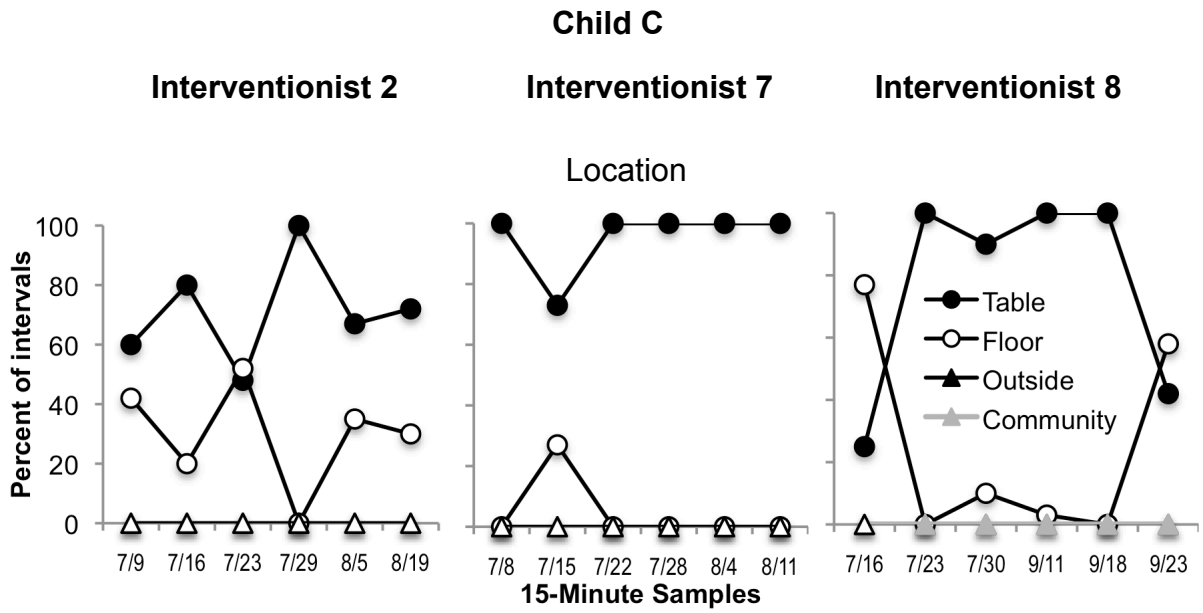 Child C
Interventionist 2 Interventionist 7 Interventionist 8
Location
Percent of intervals
100
80
60
40
20
0
Table
Floor
Outside
Community
7/9 7/16 7/23 7/29 8/5 8/19
7/8 7/15 7/22 7/28 8/4 8/11
7/16 7/23 7/30 9/11 9/18 9/23
15-Minute Samples